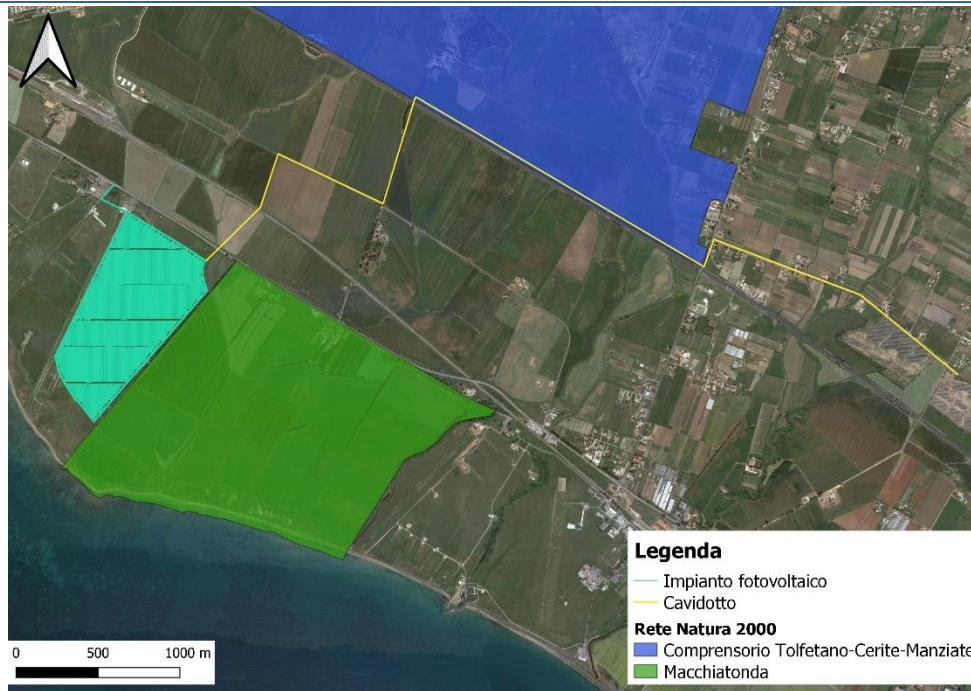 Legenda
Impianto fotovoltaico
Cavidotto
Rete Natura 2000
Comprensorio Tolfetano-Cerite-Manziate
Macchiatonda
0 500 1000 m